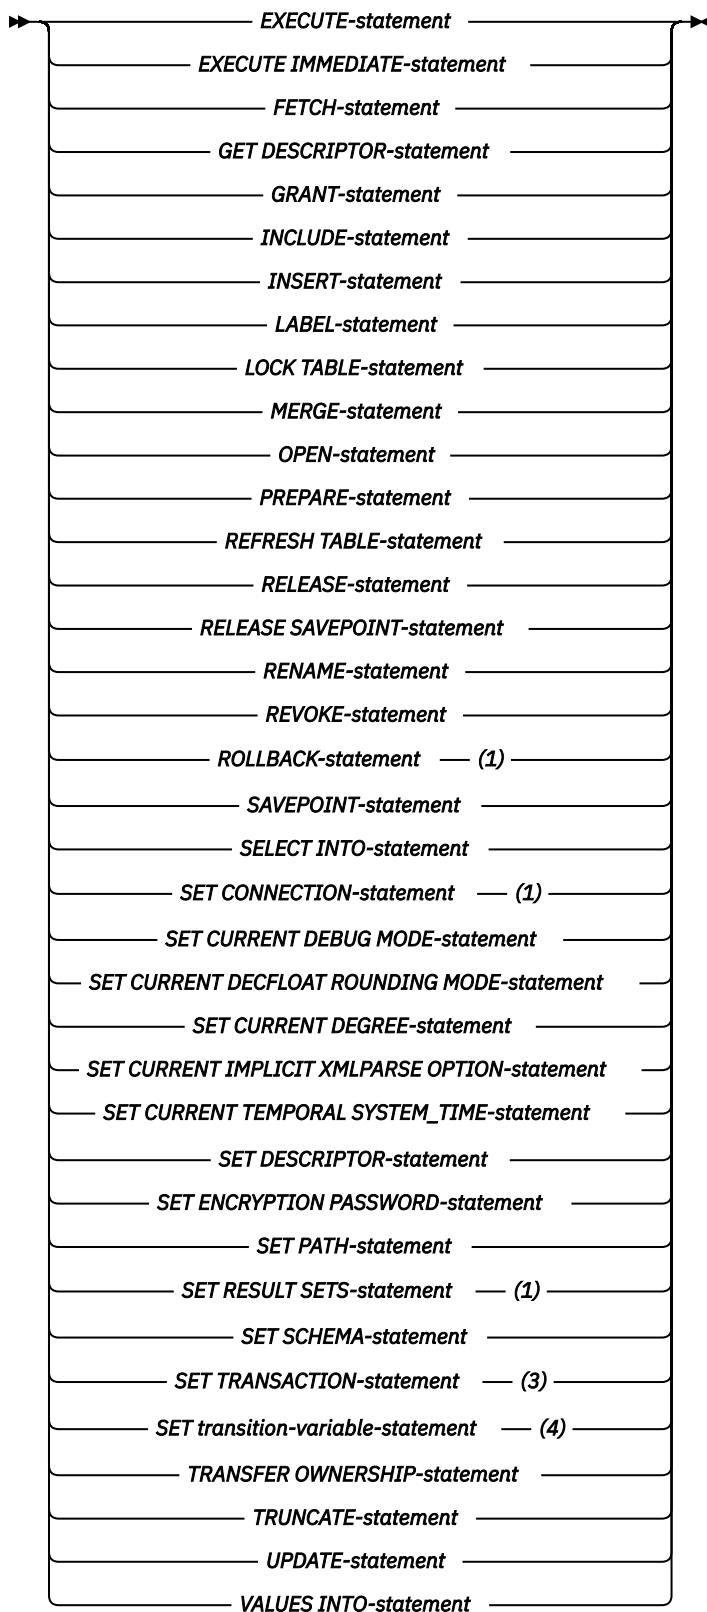 EXECUTE-statement
EXECUTE IMMEDIATE-statement
FETCH-statement
GET DESCRIPTOR-statement
GRANT-statement
INCLUDE-statement
INSERT-statement
LABEL-statement
LOCK TABLE-statement
MERGE-statement
OPEN-statement
PREPARE-statement
REFRESH TABLE-statement
RELEASE-statement
RELEASE SAVEPOINT-statement
RENAME-statement
REVOKE-statement
ROLLBACK-statement (1)
SAVEPOINT-statement
SELECT INTO-statement
SET CONNECTION-statement (1)
SET CURRENT DEBUG MODE-statement
SET CURRENT DECFLOAT ROUNDING MODE-statement
SET CURRENT DEGREE-statement
SET CURRENT IMPLICIT XMLPARSE OPTION-statement
SET CURRENT TEMPORAL SYSTEM_TIME-statement
SET DESCRIPTOR-statement
SET ENCRYPTION PASSWORD-statement
SET PATH-statement
SET RESULT SETS-statement (1)
SET SCHEMA-statement
SET TRANSACTION-statement (3)
SET transition-variable-statement (4)
TRANSFER OWNERSHIP-statement
TRUNCATE-statement
UPDATE-statement
VALUES INTO-statement